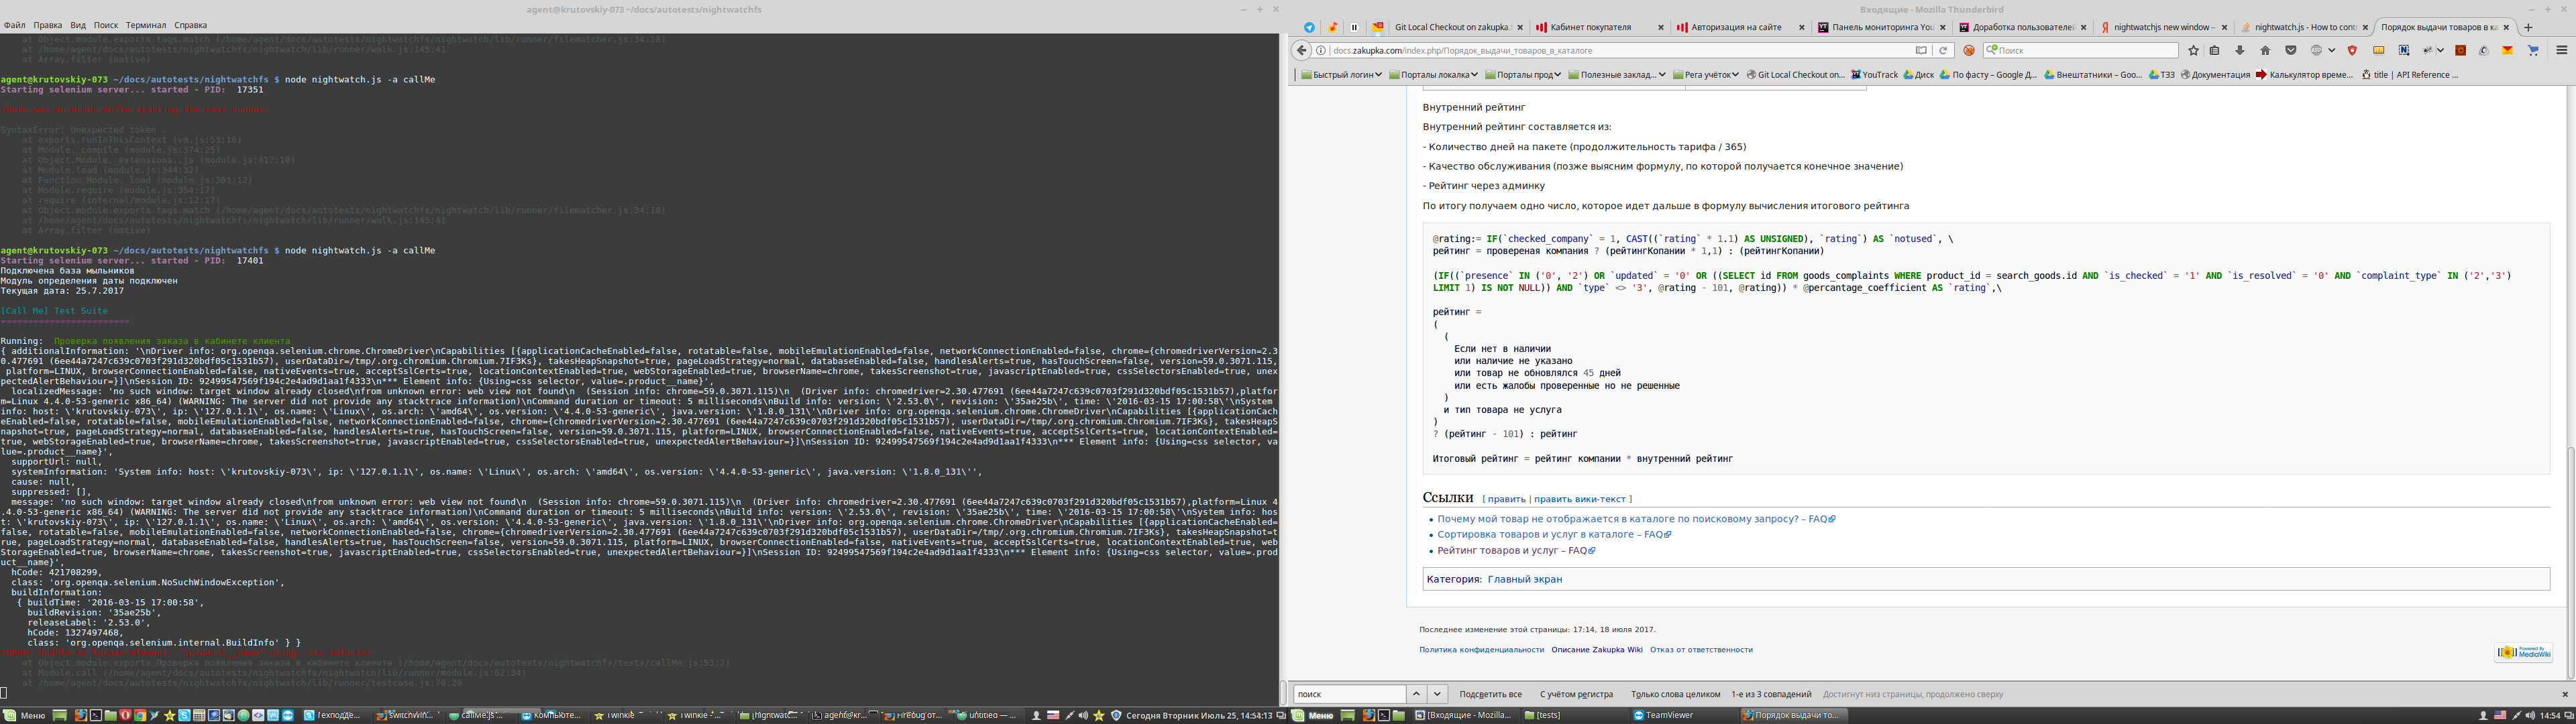 agent@krutovskiy-073 ~/docs/autotests/nightwatchfs
Файл Правка Вид Поиск Терминал Справка
at Object.module.exports.tags.match (/home/agent/docs/autotests/nightwatchfs/nightwatch/lib/runner/filematcher.js:34:18)
at /home/agent/docs/autotests/nightwatchfs/nightwatch/lib/runner/walk.js:145:41
at Array.filter (native)
agent@krutovskiy-073 ~/docs/autotests/nightwatchfs $ node nightwatch.js -a callMe
Starting selenium server... started - PID: 17351
There was an error while starting the test runner:
SyntaxError: Unexpected token .
at exports.runInThisContext (vm.js:53:16)
at Module._compile (module.js:374:25)
at Object.Module._extensions..js (module.js:417:10)
at Module.load (module.js:344:32)
at Function.Module._load (module.js:301:12)
at Module.require (module.js:354:17)
at require (internal/module.js:12:17)
at Object.module.exports.tags.match (/home/agent/docs/autotests/nightwatchfs/nightwatch/lib/runner/filematcher.js:34:18)
at /home/agent/docs/autotests/nightwatchfs/nightwatch/lib/runner/walk.js:145:41
at Array.filter (native)
agent@krutovskiy-073 ~/docs/autotests/nightwatchfs $ node nightwatch.js -a callMe
Starting selenium server... started - PID: 17401
Подключена база мыльников
Модуль определения даты подключен
Текущая дата: 25.7.2017
[Call Me] Test Suite
========================
Running: Проверка появления заказа в кабинете клиента
{ additionalInformation: '\nDriver info: org.openqa.selenium.chrome.ChromeDriver\nCapabilities [{applicationCacheEnabled=false, rotatable=false, mobileEmulationEnabled=false, networkConnectionEnabled=false, chrome={chromedriverVersion=2.3
0.477691 (6ee44a7247c639c0703f291d320bdf05c1531b57), userDataDir=/tmp/.org.chromium.Chromium.7IF3Ks}, takesHeapSnapshot=true, pageLoadStrategy=normal, databaseEnabled=false, handlesAlerts=true, hasTouchScreen=false, version=59.0.3071.115,
platform=LINUX, browserConnectionEnabled=false, nativeEvents=true, acceptSslCerts=true, locationContextEnabled=true, webStorageEnabled=true, browserName=chrome, takesScreenshot=true, javascriptEnabled=true, cssSelectorsEnabled=true, unex
pectedAlertBehaviour=}]\nSession ID: 92499547569f194c2e4ad9d1aa1f4333\n*** Element info: {Using=css selector, value=.product__name}',
localizedMessage: 'no such window: target window already closed\nfrom unknown error: web view not found\n (Session info: chrome=59.0.3071.115)\n (Driver info: chromedriver=2.30.477691 (6ee44a7247c639c0703f291d320bdf05c1531b57),platfor
m=Linux 4.4.0-53-generic x86_64) (WARNING: The server did not provide any stacktrace information)\nCommand duration or timeout: 5 milliseconds\nBuild info: version: \'2.53.0\', revision: \'35ae25b\', time: \'2016-03-15 17:00:58\'\nSystem
info: host: \'krutovskiy-073\', ip: \'127.0.1.1\', os.name: \'Linux\', os.arch: \'amd64\', os.version: \'4.4.0-53-generic\', java.version: \'1.8.0_131\'\nDriver info: org.openqa.selenium.chrome.ChromeDriver\nCapabilities [{applicationCach
eEnabled=false, rotatable=false, mobileEmulationEnabled=false, networkConnectionEnabled=false, chrome={chromedriverVersion=2.30.477691 (6ee44a7247c639c0703f291d320bdf05c1531b57), userDataDir=/tmp/.org.chromium.Chromium.7IF3Ks}, takesHeapS
napshot=true, pageLoadStrategy=normal, databaseEnabled=false, handlesAlerts=true, hasTouchScreen=false, version=59.0.3071.115, platform=LINUX, browserConnectionEnabled=false, nativeEvents=true, acceptSslCerts=true, locationContextEnabled=
true, webStorageEnabled=true, browserName=chrome, takesScreenshot=true, javascriptEnabled=true, cssSelectorsEnabled=true, unexpectedAlertBehaviour=}]\nSession ID: 92499547569f194c2e4ad9d1aa1f4333\n*** Element info: {Using=css selector, va
lue=.product__name}',
supportUrl: null,
systemInformation: 'System info: host: \'krutovskiy-073\', ip: \'127.0.1.1\', os.name: \'Linux\', os.arch: \'amd64\', os.version: \'4.4.0-53-generic\', java.version: \'1.8.0_131\'',
cause: null,
suppressed: [],
message: 'no such window: target window already closed\nfrom unknown error: web view not found\n (Session info: chrome=59.0.3071.115)\n (Driver info: chromedriver=2.30.477691 (6ee44a7247c639c0703f291d320bdf05c1531b57),platform=Linux 4
.4.0-53-generic x86_64) (WARNING: The server did not provide any stacktrace information)\nCommand duration or timeout: 5 milliseconds\nBuild info: version: \'2.53.0\', revision: \'35ae25b\', time: \'2016-03-15 17:00:58\'\nSystem info: hos
t: \'krutovskiy-073\', ip: \'127.0.1.1\', os.name: \'Linux\', os.arch: \'amd64\', os.version: \'4.4.0-53-generic\', java.version: \'1.8.0_131\'\nDriver info: org.openqa.selenium.chrome.ChromeDriver\nCapabilities [{applicationCacheEnabled=
false, rotatable=false, mobileEmulationEnabled=false, networkConnectionEnabled=false, chrome={chromedriverVersion=2.30.477691 (6ee44a7247c639c0703f291d320bdf05c1531b57), userDataDir=/tmp/.org.chromium.Chromium.7IF3Ks}, takesHeapSnapshot=t
rue, pageLoadStrategy=normal, databaseEnabled=false, handlesAlerts=true, hasTouchScreen=false, version=59.0.3071.115, platform=LINUX, browserConnectionEnabled=false, nativeEvents=true, acceptSslCerts=true, locationContextEnabled=true, web
StorageEnabled=true, browserName=chrome, takesScreenshot=true, javascriptEnabled=true, cssSelectorsEnabled=true, unexpectedAlertBehaviour=}]\nSession ID: 92499547569f194c2e4ad9d1aa1f4333\n*** Element info: {Using=css selector, value=.prod
uct__name}',
hCode: 421708299,
class: 'org.openqa.selenium.NoSuchWindowException',
buildInformation:
{ buildTime: '2016-03-15 17:00:58',
buildRevision: '35ae25b',
releaseLabel: '2.53.0',
hCode: 1327497468,
class: 'org.openqa.selenium.internal.BuildInfo' } }
ERROR: Unable to locate element: ".product__name" using: css selector
at Object.module.exports.Проверка появления заказа в кабинете клиента (/home/agent/docs/autotests/nightwatchfs/tests/callMe.js:53:2)
at Module.call (/home/agent/docs/autotests/nightwatchfs/nightwatch/lib/runner/module.js:62:34)
at /home/agent/docs/autotests/nightwatchfs/nightwatch/lib/runner/testcase.js:70:29
Меню Техподде... switchWin... callMe.js ... Компьюте... Twinkle Twinkle -... [nightwatc... agent@kr... Firebug от... untitled —... Сегодня Вторник Июль 25, 14:54:13
Входящие - Mozilla Thunderbird
Git Local Checkout on zakupka. Кабинет покупателя Авторизация на сайте Панель мониторинга You Доработка пользователей nightwatchjs new window — nightwatch.js - How to cont Порядок выдачи товаров в ка
docs.zakupka.com/index.php/Порядок_выдачи_товаров_в_каталоге Поиск
Быстрый логин Порталы локалка Порталы прод Полезные заклад... Рега учёток Git Local Checkout on... YouTrack Диск По фасту – Google Д... Внештатники – Goo... ТЗЗ Документация Калькулятор време... title | API Reference ...
Внутренний рейтинг
Внутренний рейтинг составляется из:
- Количество дней на пакете (продолжительность тарифа / 365)
- Качество обслуживания (позже выясним формулу, по которой получается конечное значение)
- Рейтинг через админку
По итогу получаем одно число, которое идет дальше в формулу вычисления итогового рейтинга
@rating:= IF(`checked_company` = 1, CAST((`rating` * 1.1) AS UNSIGNED), `rating`) AS `notused`, \
рейтинг = провереная компания ? (рейтингКопании * 1,1) : (рейтингКопании)
(IF((`presence` IN ('0', '2') OR `updated` = '0' OR ((SELECT id FROM goods_complaints WHERE product_id = search_goods.id AND `is_checked` = '1' AND `is_resolved` = '0' AND `complaint_type` IN ('2','3')
LIMIT 1) IS NOT NULL)) AND `type` <> '3', @rating - 101, @rating)) * @percantage_coefficient AS `rating`,\
рейтинг =
(
(
Если нет в наличии
или наличие не указано
или товар не обновлялся 45 дней
или есть жалобы проверенные но не решенные
)
и тип товара не услуга
)
? (рейтинг - 101) : рейтинг
Итоговый рейтинг = рейтинг компании * внутренний рейтинг
Ссылки [ править | править вики-текст ]
Почему мой товар не отображается в каталоге по поисковому запросу? – FAQ
Сортировка товаров и услуг в каталоге – FAQ
Рейтинг товаров и услуг – FAQ
Категория: Главный экран
Последнее изменение этой страницы: 17:14, 18 июля 2017.
Политика конфиденциальности Описание Zakupka Wiki Отказ от ответственности
Powered By MediaWiki
поиск Подсветить все С учётом регистра Только слова целиком 1-е из 3 совпадений Достигнут низ страницы, продолжено сверху
Меню [Входящие - Mozilla... [tests] TeamViewer Порядок выдачи то... 14:54